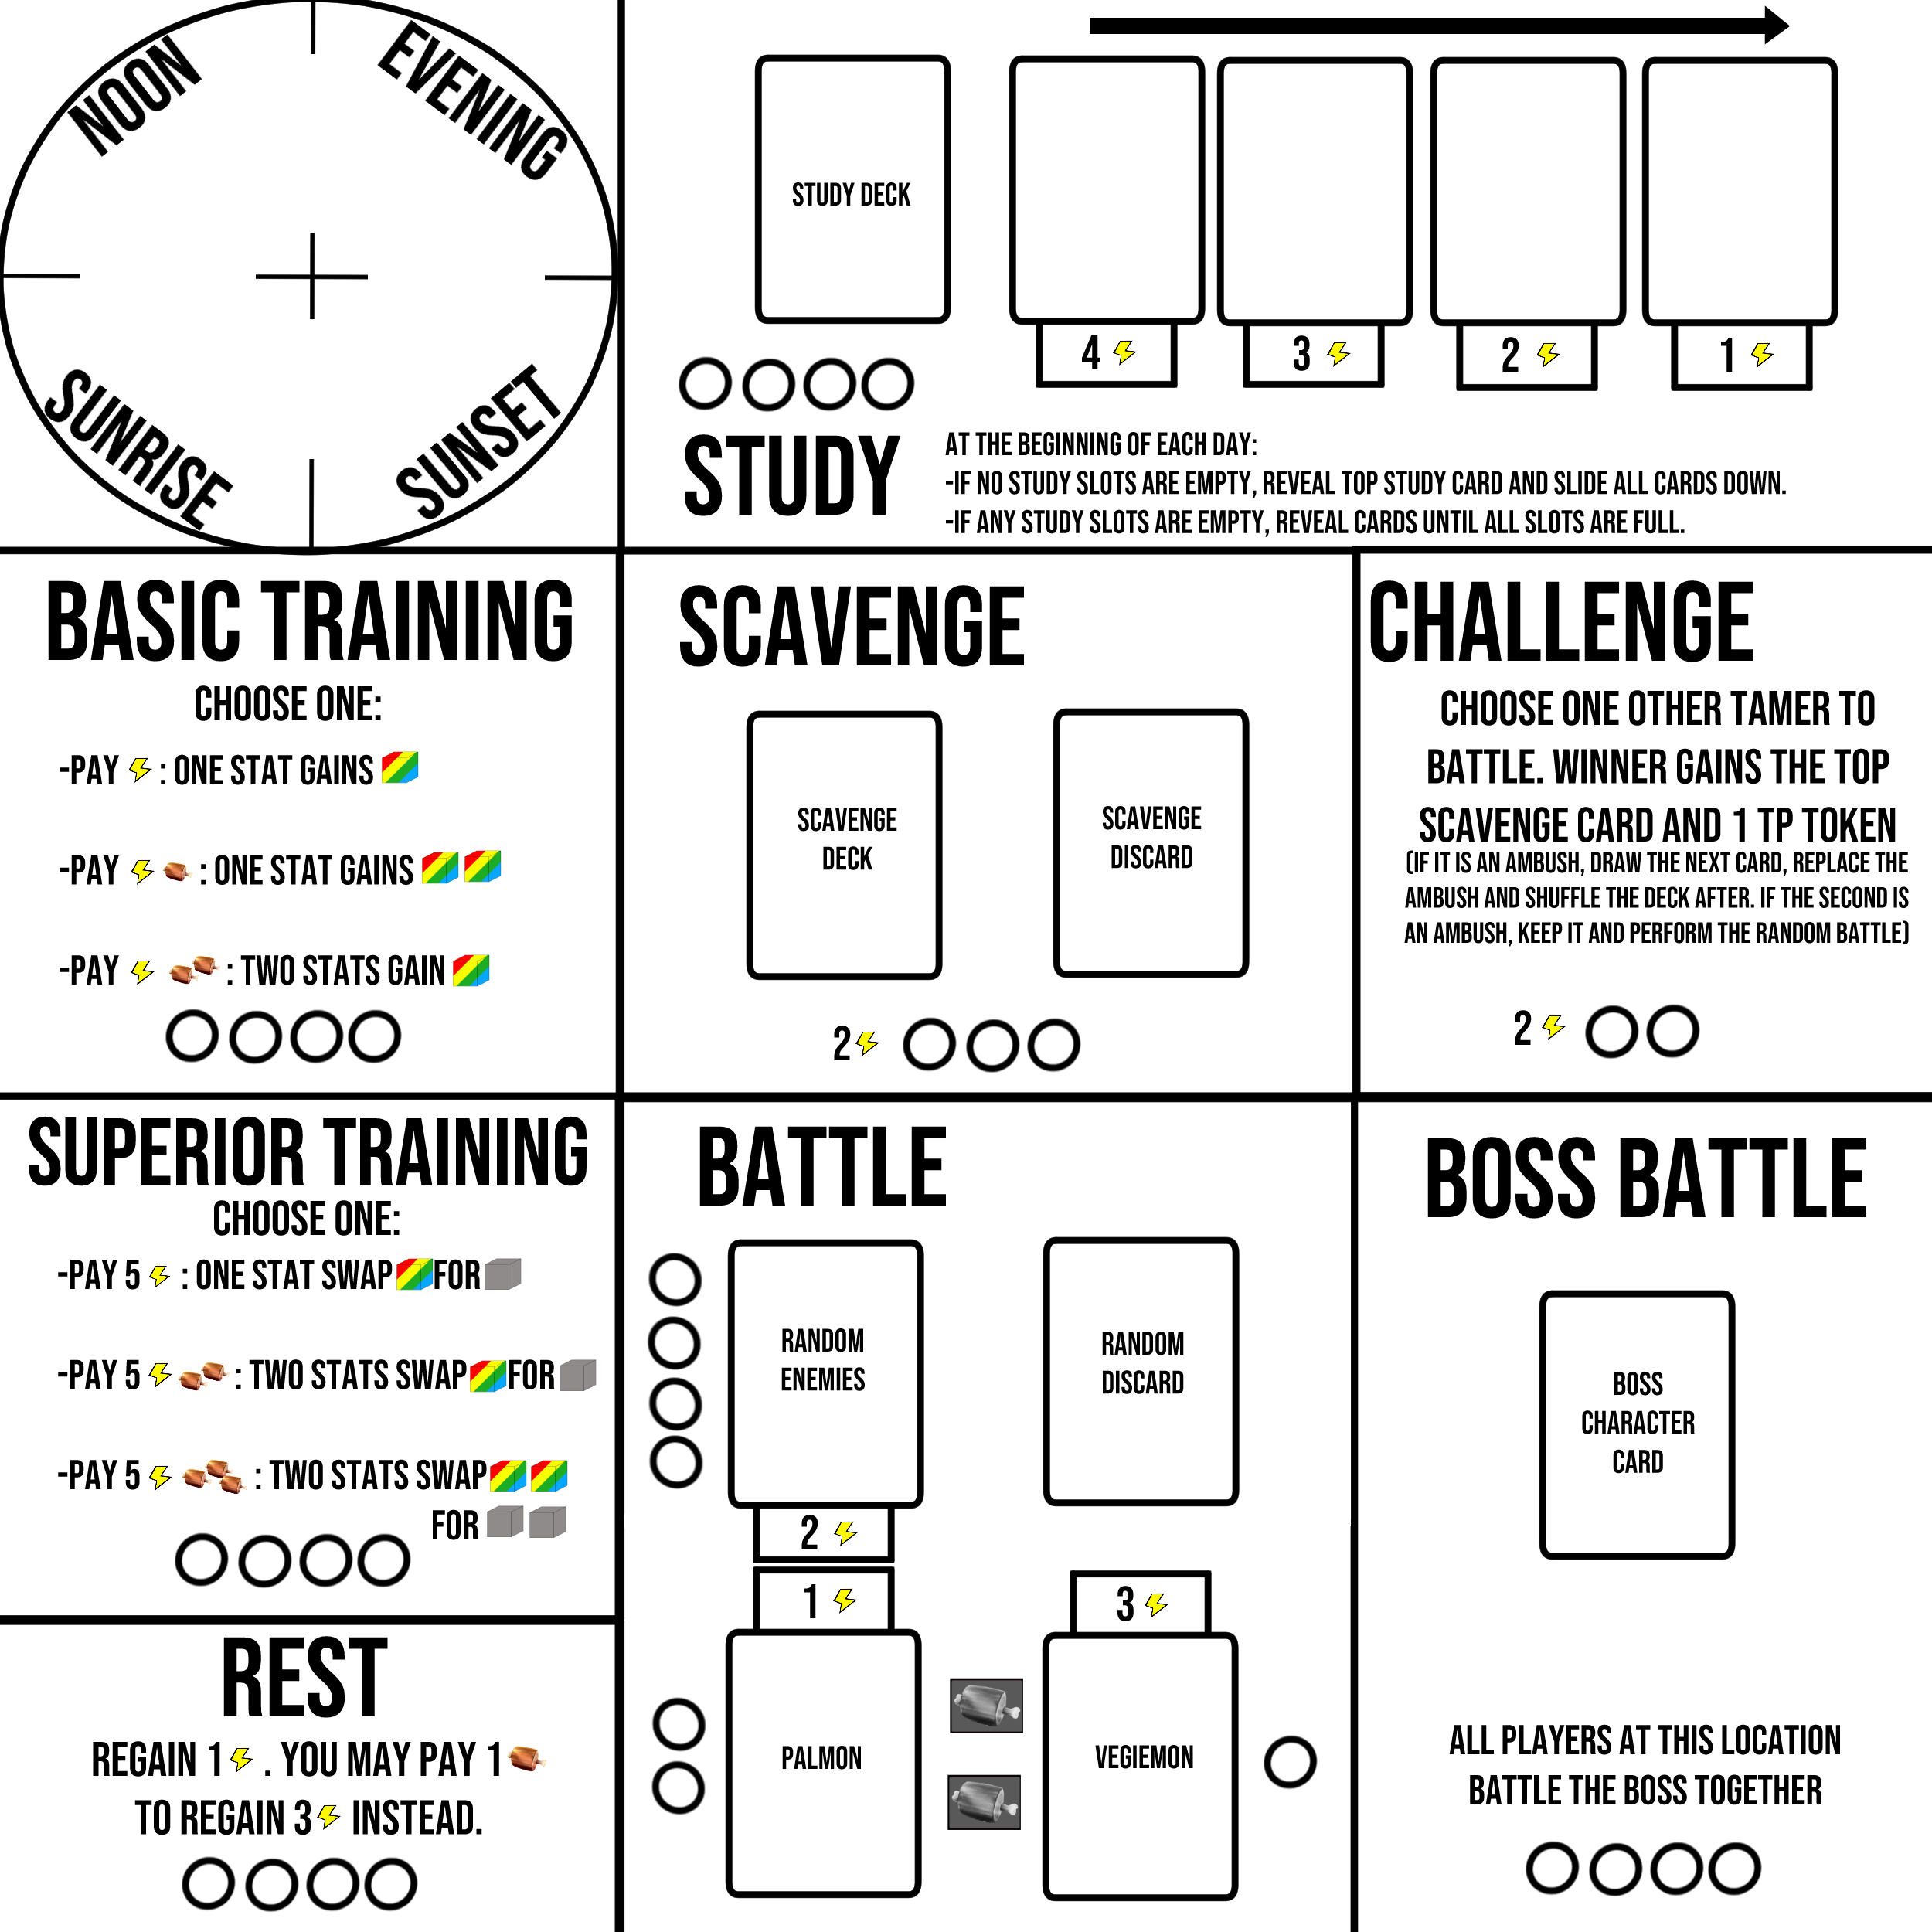 NOON
EVENING
SUNRISE
SUNSET
STUDY DECK
4
3
2
1
STUDY
AT THE BEGINNING OF EACH DAY:
-IF NO STUDY SLOTS ARE EMPTY, REVEAL TOP STUDY CARD AND SLIDE ALL CARDS DOWN.
-IF ANY STUDY SLOTS ARE EMPTY, REVEAL CARDS UNTIL ALL SLOTS ARE FULL.
BASIC TRAINING
CHOOSE ONE:
-PAY : ONE STAT GAINS
-PAY : ONE STAT GAINS
-PAY : TWO STATS GAIN
SCAVENGE
SCAVENGE
DECK
SCAVENGE
DISCARD
2
CHALLENGE
CHOOSE ONE OTHER TAMER TO
BATTLE. WINNER GAINS THE TOP
SCAVENGE CARD AND 1 TP TOKEN
(IF IT IS AN AMBUSH, DRAW THE NEXT CARD, REPLACE THE
AMBUSH AND SHUFFLE THE DECK AFTER. IF THE SECOND IS
AN AMBUSH, KEEP IT AND PERFORM THE RANDOM BATTLE)
2
SUPERIOR TRAINING
CHOOSE ONE:
-PAY 5 : ONE STAT SWAP FOR
-PAY 5 : TWO STATS SWAP FOR
-PAY 5 : TWO STATS SWAP
FOR
REST
REGAIN 1 . YOU MAY PAY 1
TO REGAIN 3 INSTEAD.
BATTLE
RANDOM
ENEMIES
RANDOM
DISCARD
2
1
3
PALMON
VEGIEMON
BOSS BATTLE
BOSS
CHARACTER
CARD
ALL PLAYERS AT THIS LOCATION
BATTLE THE BOSS TOGETHER